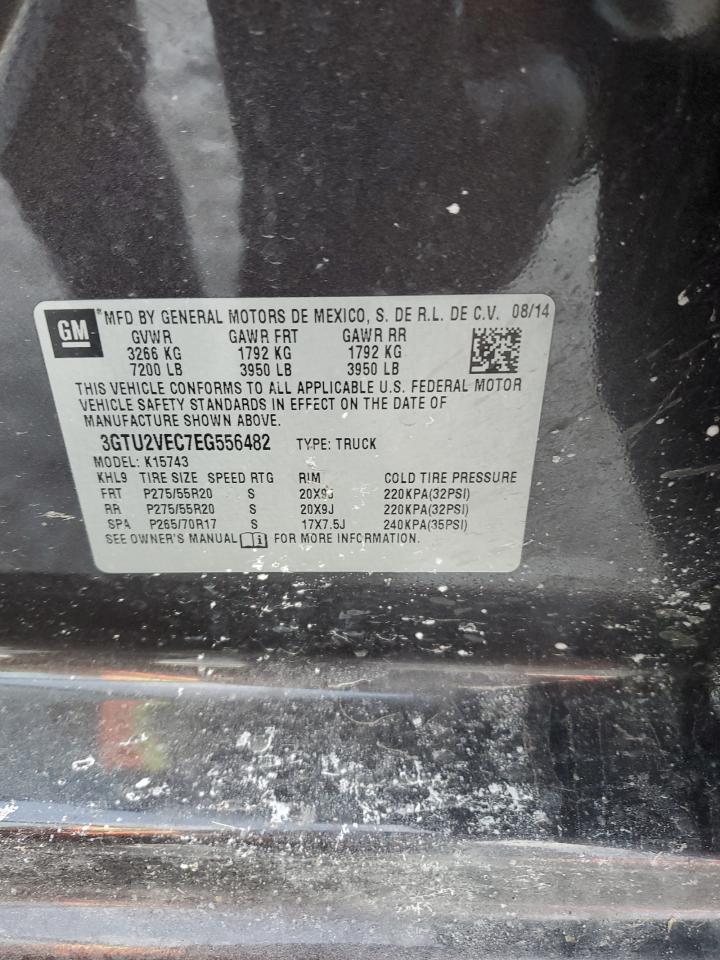 GM ® MFD BY GENERAL MOTORS DE MEXICO, S. DE R.L. DE C.V. 08/14
GVWR GAWR FRT GAWR RR
3266 KG 1792 KG 1792 KG
7200 LB 3950 LB 3950 LB
THIS VEHICLE CONFORMS TO ALL APPLICABLE U.S. FEDERAL MOTOR
VEHICLE SAFETY STANDARDS IN EFFECT ON THE DATE OF
MANUFACTURE SHOWN ABOVE.
3GTU2VEC7EG556482 TYPE: TRUCK
MODEL: K15743
KHL9 TIRE SIZE SPEED RTG RIM COLD TIRE PRESSURE
FRT P275/55R20 S 20X9J 220KPA(32PSI)
RR P275/55R20 S 20X9J 220KPA(32PSI)
SPA P265/70R17 S 17X7.5J 240KPA(35PSI)
SEE OWNER'S MANUAL i FOR MORE INFORMATION.